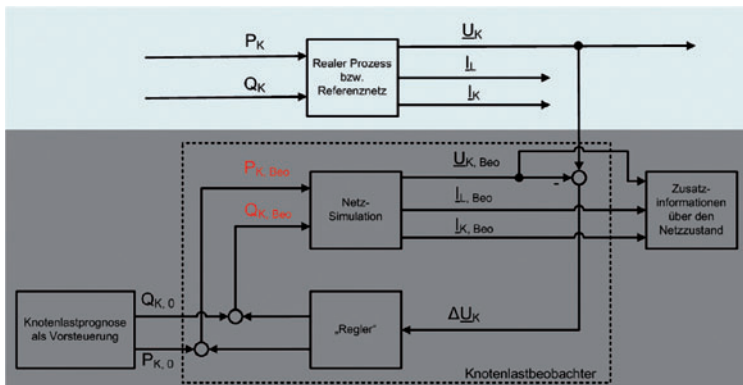 P_K
U_K
Realer Prozess
bzw.
Referenznetz
I_L
Q_K
I_K
P_K, Beo
U_K, Beo
-
Netz-
Simulation
I_L, Beo
Q_K, Beo
I_K, Beo
Zusatz-
informationen
über den
Netzzustand
Q_K, 0
Knotenlastprognose
als Vorsteuerung
„Regler“
ΔU_K
P_K, 0
Knotenlastbeobachter